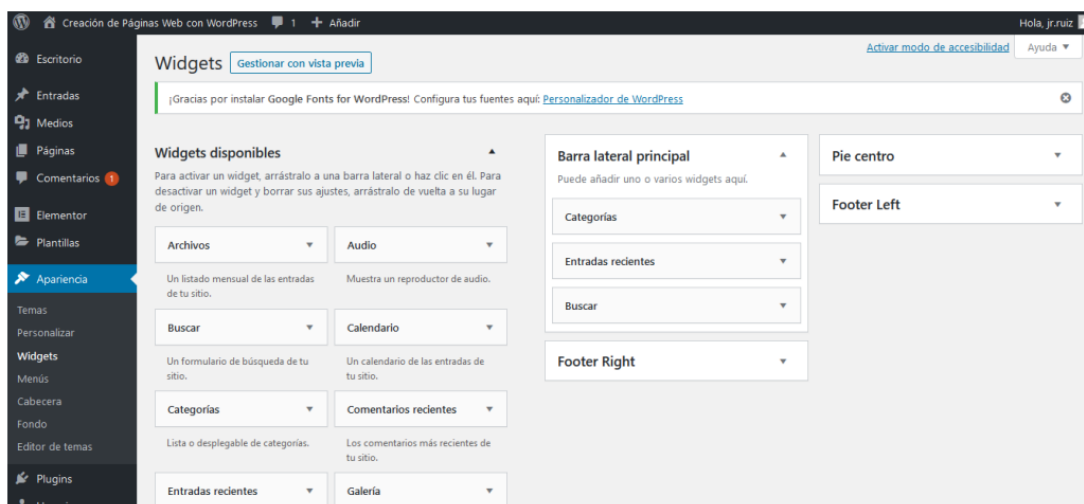 Creación de Páginas Web con WordPress 1 + Añadir
Hola, jr.ruiz
Escritorio
Entradas
Medios
Páginas
Comentarios 1
Elementor
Plantillas
Apariencia
Temas
Personalizar
Widgets
Menús
Cabecera
Fondo
Editor de temas
Plugins
Activar modo de accesibilidad
Ayuda
Widgets Gestionar con vista previa
¡Gracias por instalar Google Fonts for WordPress! Configura tus fuentes aquí: Personalizador de WordPress
Widgets disponibles
Para activar un widget, arrástralo a una barra lateral o haz clic en él. Para
desactivar un widget y borrar sus ajustes, arrástralo de vuelta a su lugar
de origen.
Archivos
Un listado mensual de las entradas
de tu sitio.
Audio
Muestra un reproductor de audio.
Buscar
Un formulario de búsqueda de tu
sitio.
Calendario
Un calendario de las entradas de
tu sitio.
Categorías
Lista o desplegable de categorías.
Comentarios recientes
Los comentarios más recientes de
tu sitio.
Entradas recientes
Galería
Barra lateral principal
Puede añadir uno o varios widgets aquí.
Categorías
Entradas recientes
Buscar
Footer Right
Pie centro
Footer Left